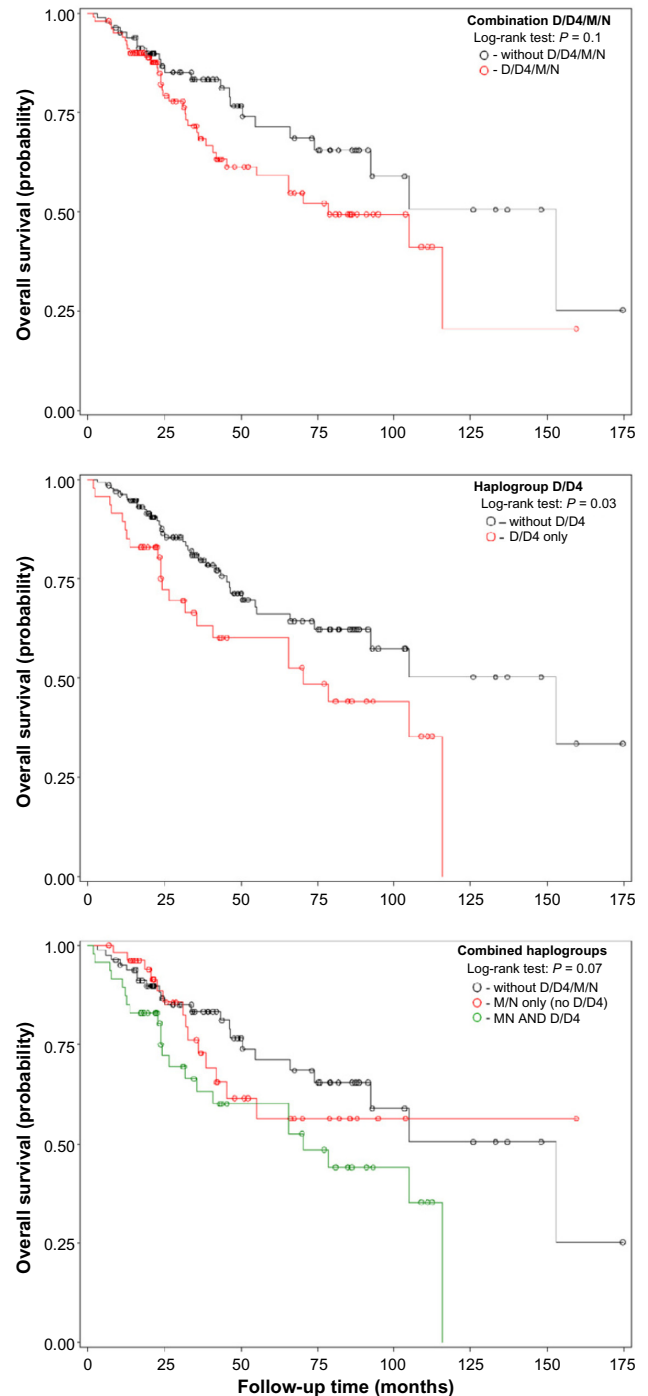 Combination D/D4/M/N
Log-rank test: P = 0.1
- without D/D4/M/N
- D/D4/M/N
Overall survival (probability)
1.00
0.75
0.50
0.25
0.00
0 25 50 75 100 125 150 175
Haplogroup D/D4
Log-rank test: P = 0.03
– without D/D4
- D/D4 only
Overall survival (probability)
1.00
0.75
0.50
0.25
0.00
0 25 50 75 100 125 150 175
Combined haplogroups
Log-rank test: P = 0.07
- without D/D4/M/N
- M/N only (no D/D4)
- MN AND D/D4
Overall survival (probability)
1.00
0.75
0.50
0.25
0.00
0 25 50 75 100 125 150 175
Follow-up time (months)